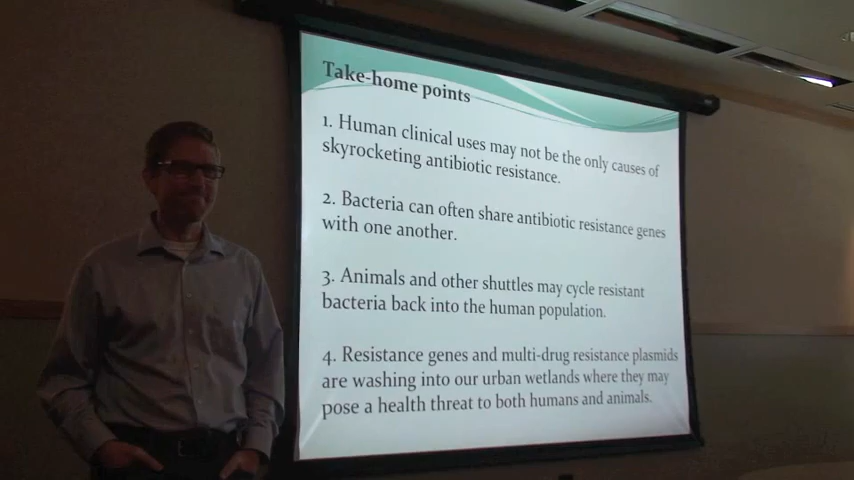 Take-home points
1. Human clinical uses may not be the only causes of
skyrocketing antibiotic resistance.
2. Bacteria can often share antibiotic resistance genes
with one another.
3. Animals and other shuttles may cycle resistant
bacteria back into the human population.
4. Resistance genes and multi-drug resistance plasmids
are washing into our urban wetlands where they may
pose a health threat to both humans and animals.